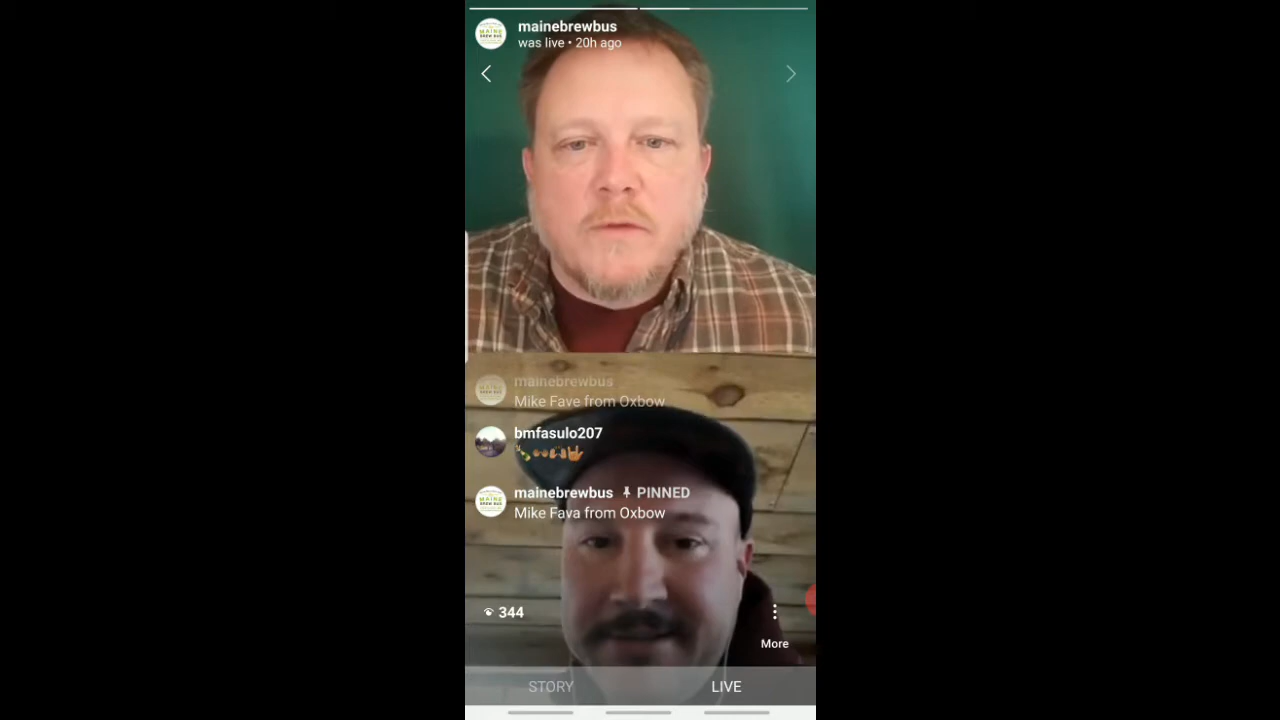 mainebrewbus
was live • 20h ago
mainebrewbus
Mike Fave from Oxbow
bmfasulo207
mainebrewbus PINNED
Mike Fava from Oxbow
344
More
STORY
LIVE